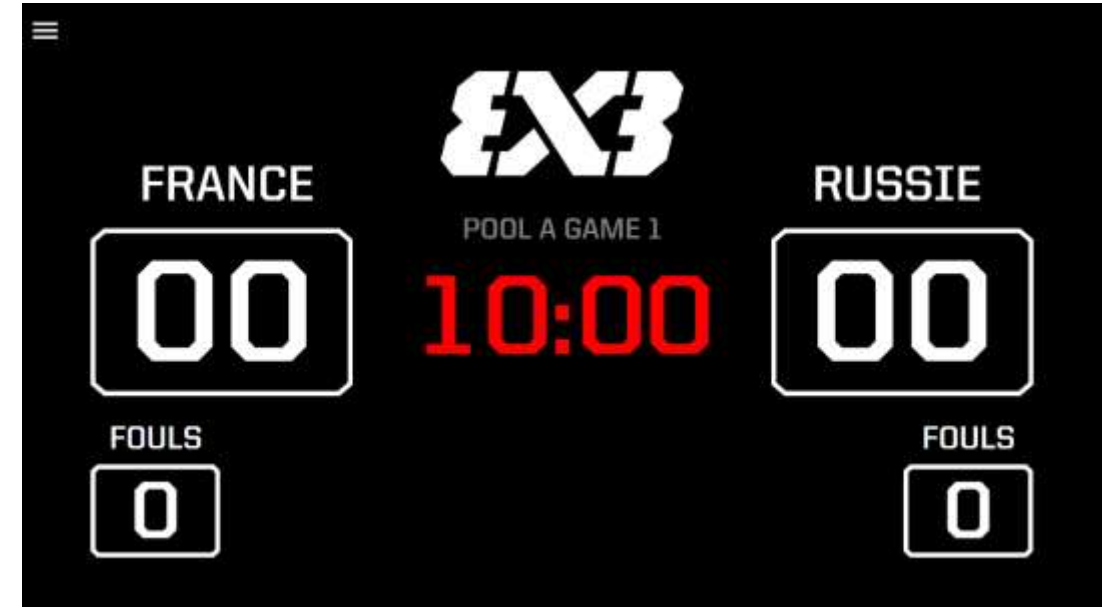 3X3
FRANCE
RUSSIE
POOL A GAME 1
00
10:00
00
FOULS
FOULS
0
0